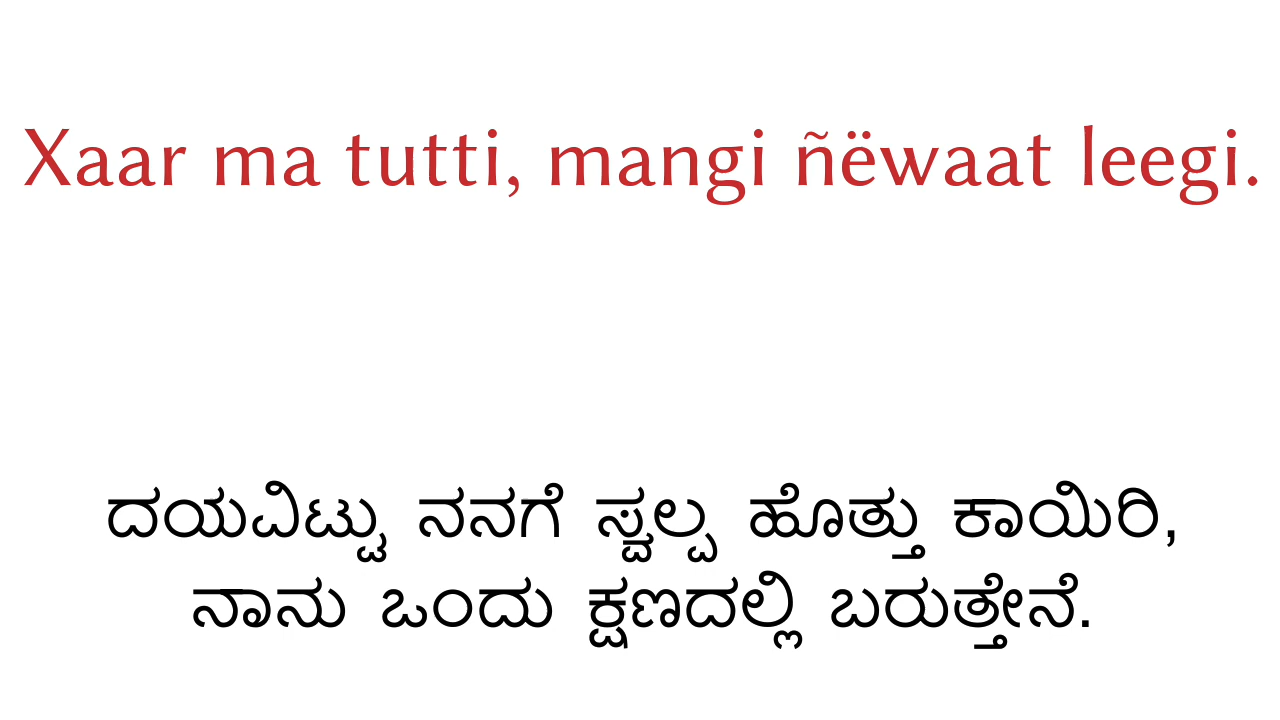 Xaar ma tutti, mangi ñëwaat leegi.
ದಯವಿಟ್ಟು ನನಗೆ ಸ್ವಲ್ಪ ಹೊತ್ತು ಕಾಯಿರಿ,
ನಾನು ಒಂದು ಕ್ಷಣದಲ್ಲಿ ಬರುತ್ತೇನೆ.